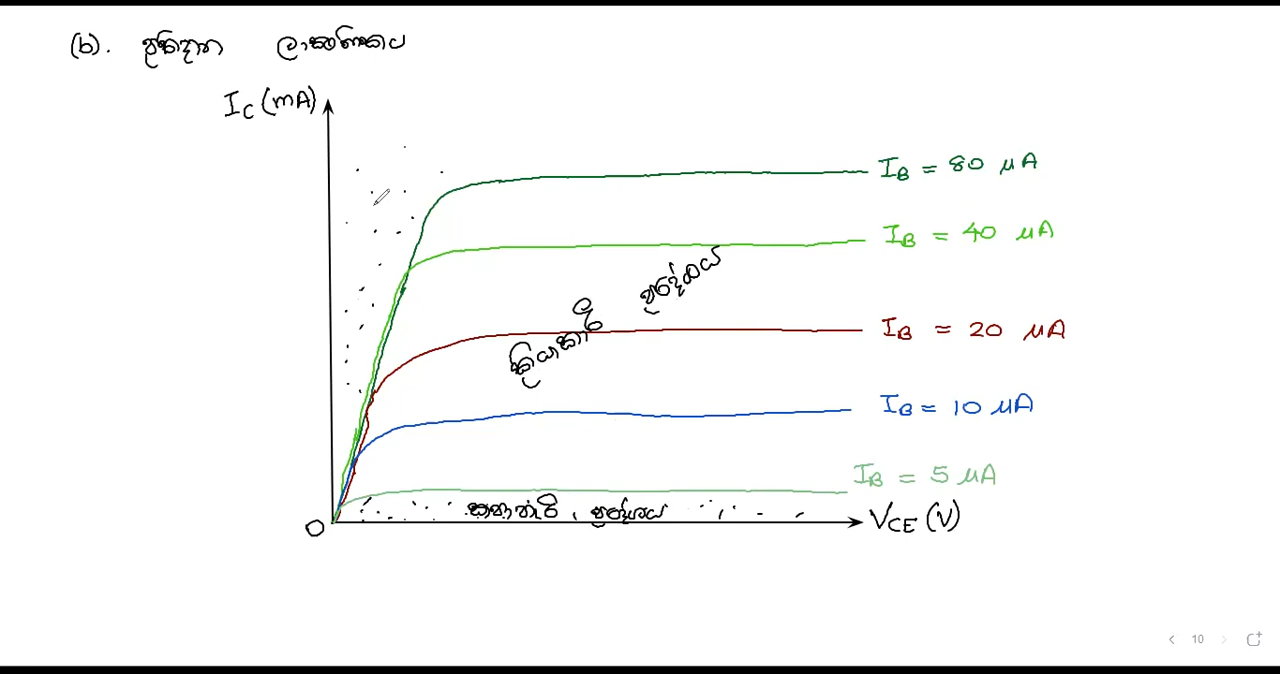 (b). ප්‍රතිදාන ලාක්ෂණිකය
I_C (mA)
I_B = 80 μA
I_B = 40 μA
ක්‍රියාකාරී ප්‍රදේශය
I_B = 20 μA
I_B = 10 μA
I_B = 5 μA
කපාහැරි ප්‍රදේශය
V_CE (V)
O
10